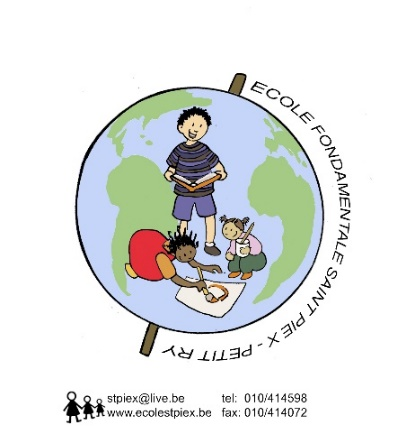 ECOLE FONDAMENTALE SAINT PIE X - PETIT RY
stpiex@live.be tel: 010/414598
www.ecolestpiex.be fax: 010/414072